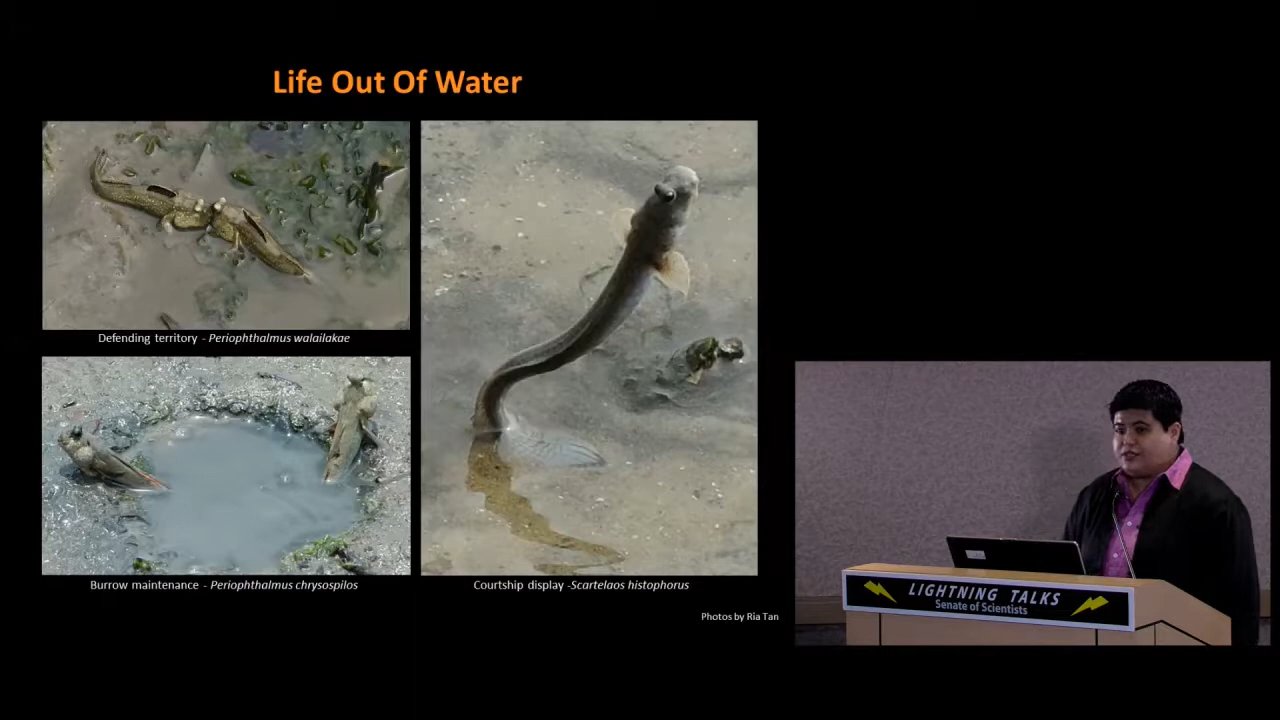 Life Out Of Water
Defending territory - Periophthalmus walailakae
Burrow maintenance - Periophthalmus chrysospilos
Courtship display -Scartelaos histophorus
Photos by Ria Tan
LIGHTNING TALKS
Senate of Scientists